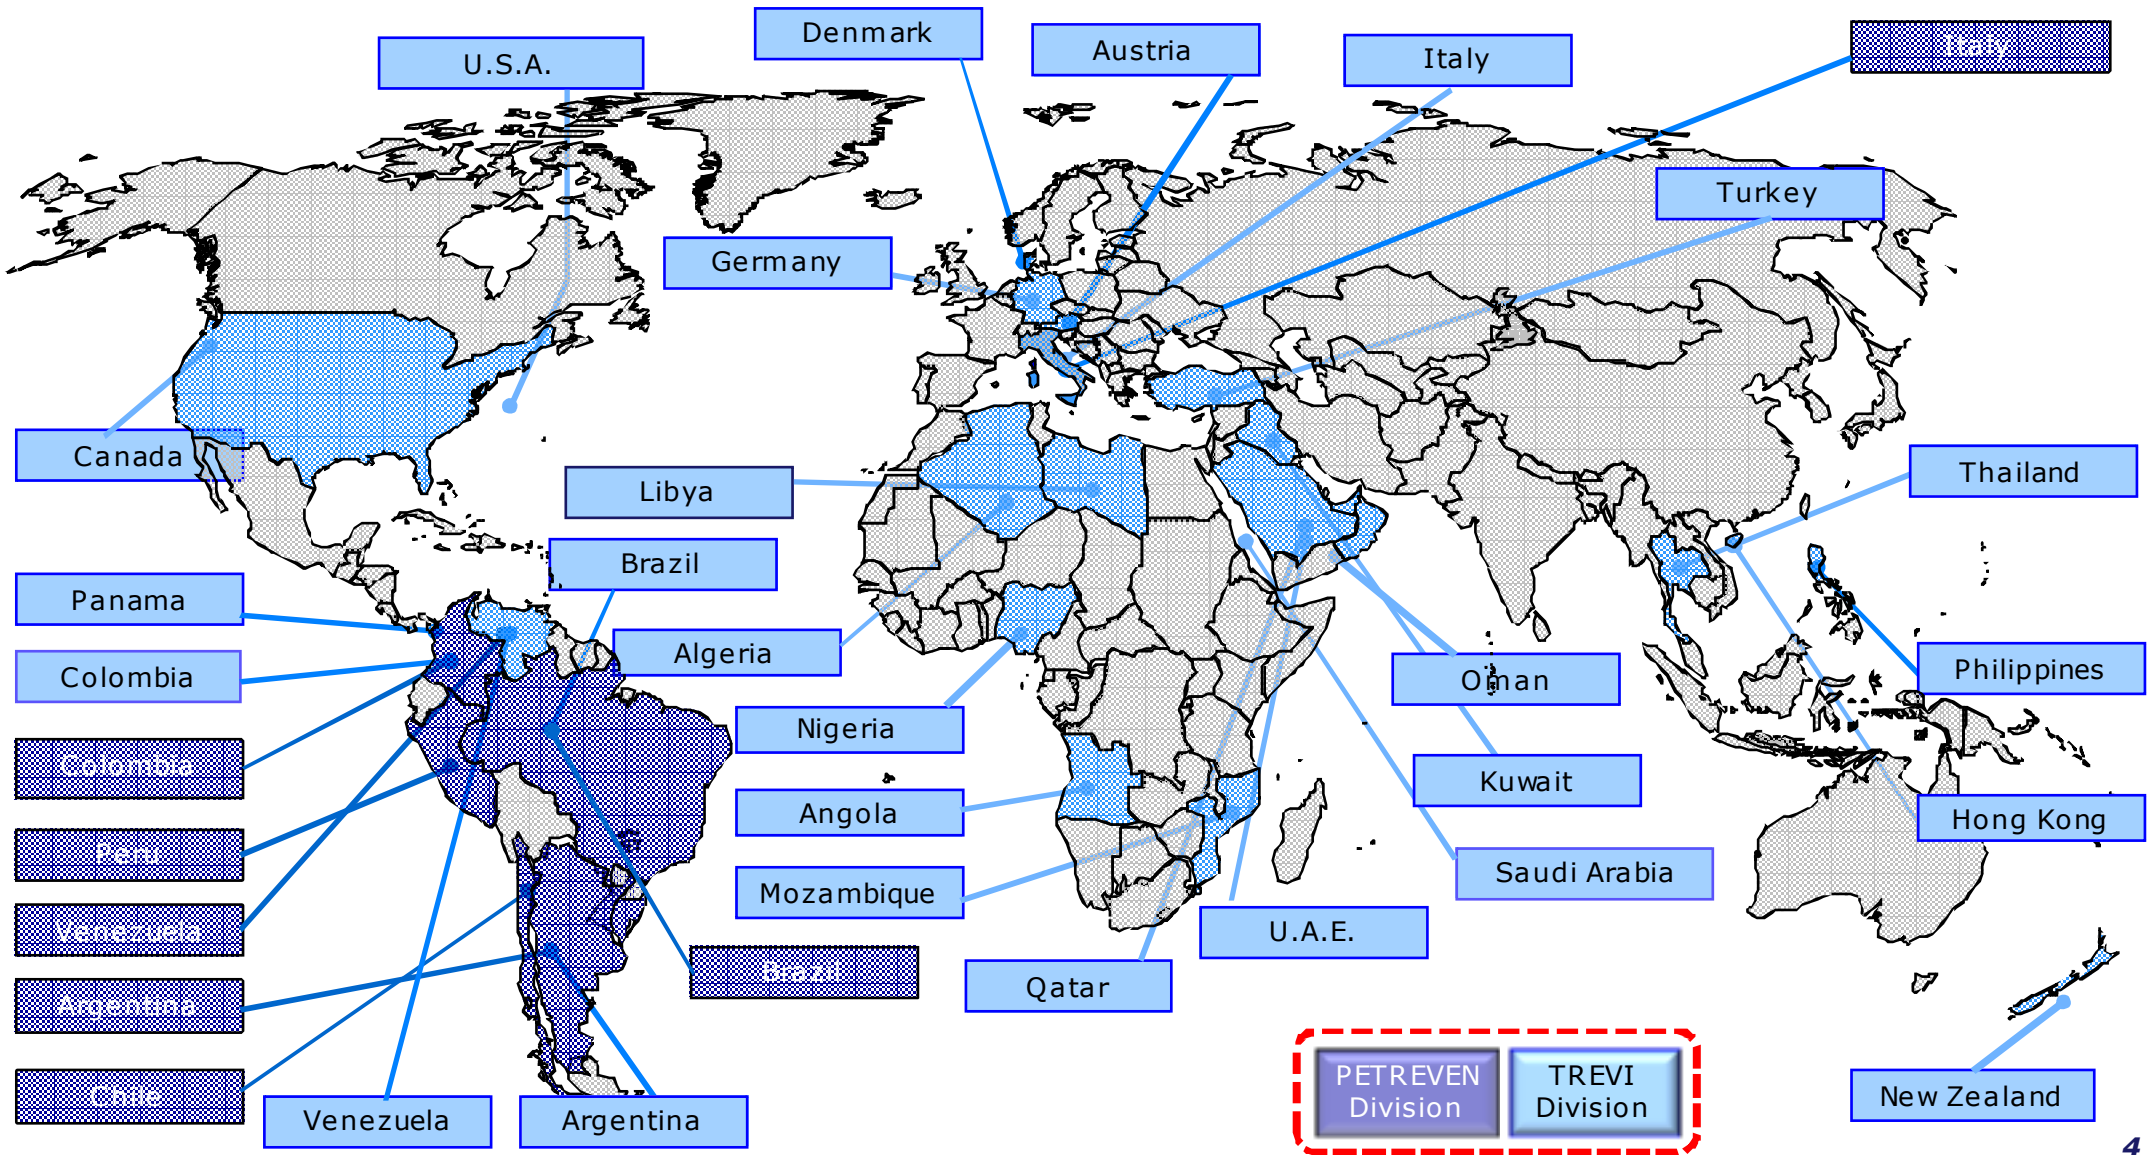 Denmark
Austria
Italy
Italy
U.S.A.
Turkey
Germany
Canada
Thailand
Libya
Brazil
Panama
Algeria
Colombia
Oman
Philippines
Nigeria
Colombia
Kuwait
Angola
Hong Kong
Peru
Saudi Arabia
Mozambique
Venezuela
U.A.E.
Brazil
Qatar
Argentina
Chile
PETREVEN
Division
TREVI
Division
New Zealand
Venezuela
Argentina
4